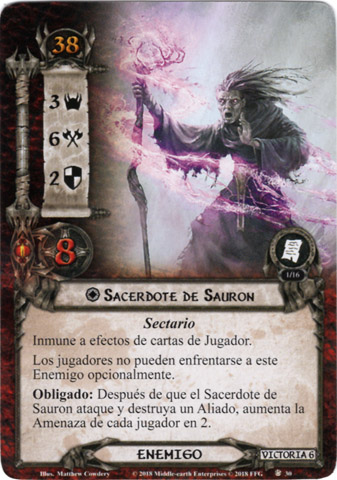 38
3
6
2
8
1/16
Sacerdote de Sauron
Sectario
Inmune a efectos de cartas de Jugador.
Los jugadores no pueden enfrentarse a este
Enemigo opcionalmente.
Obligado: Después de que el Sacerdote de
Sauron ataque y destruya un Aliado, aumenta la
Amenaza de cada jugador en 2.
ENEMIGO
VICTORIA 6
Illus. Matthew Cowdery © 2018 Middle-earth Enterprises © 2018 FFG 30